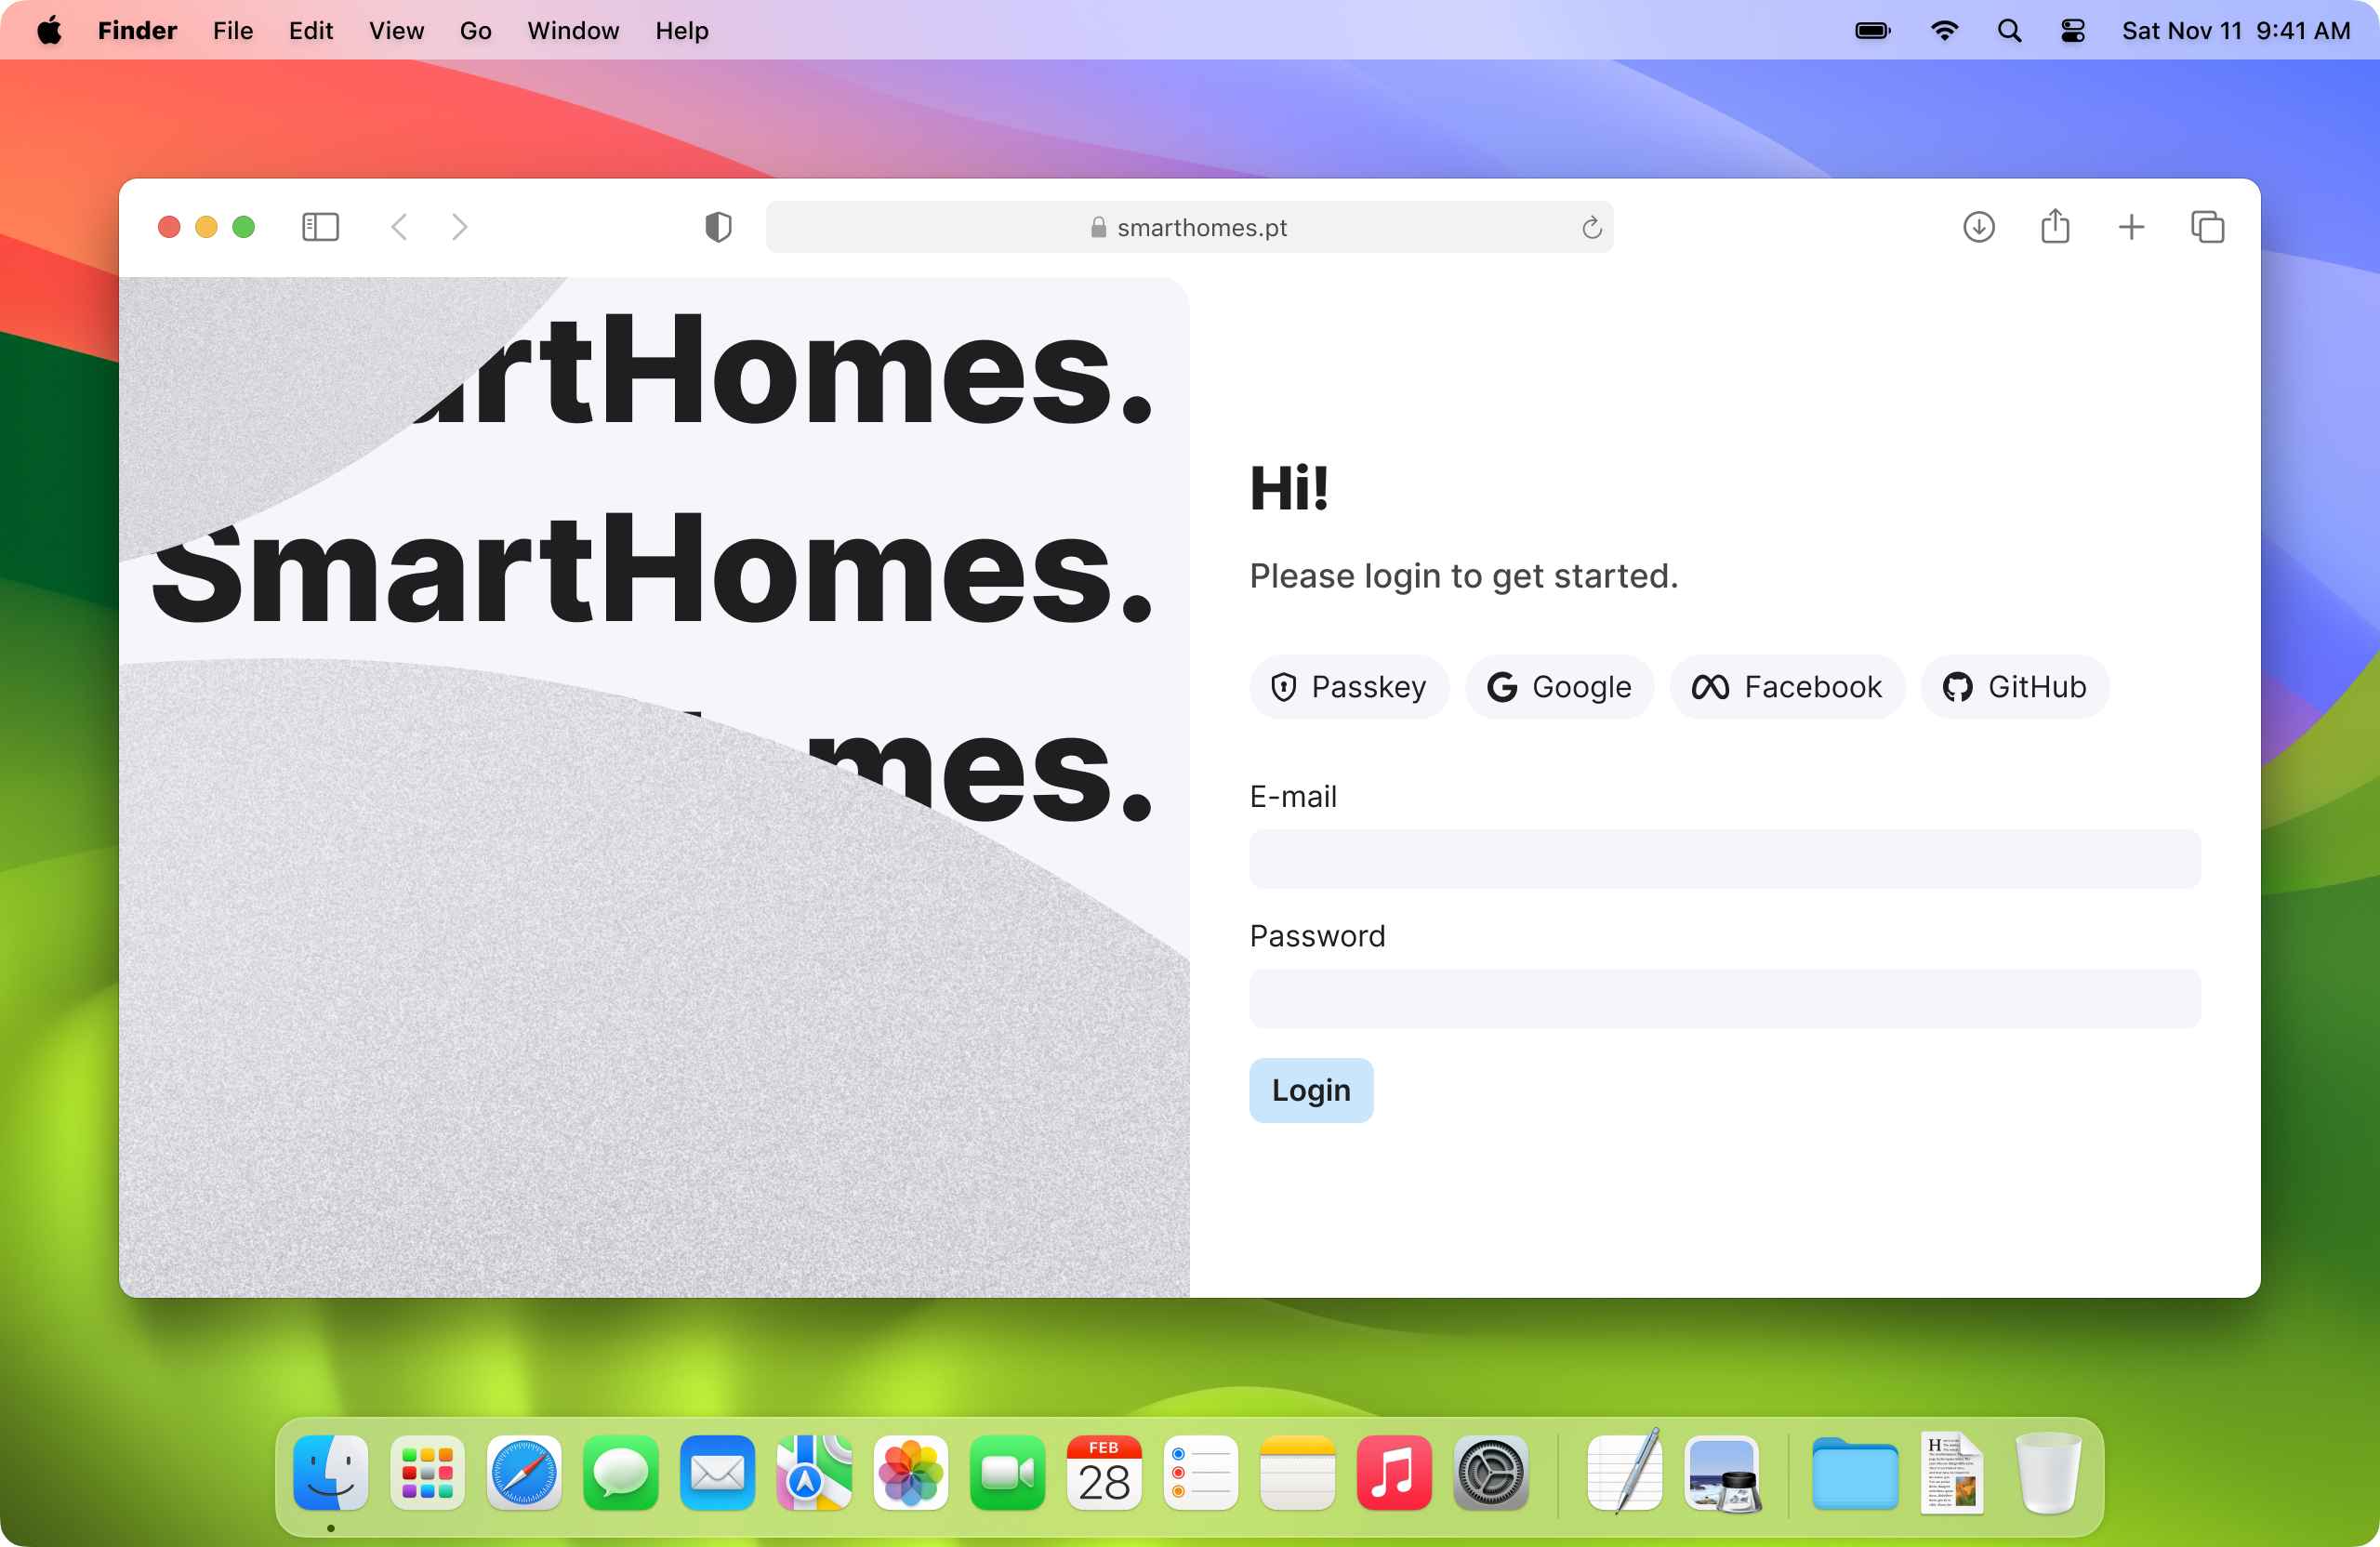 Finder File Edit View Go Window Help Sat Nov 11 9:41 AM
smarthomes.pt
rtHomes.
SmartHomes.
mes.
Hi!
Please login to get started.
Passkey Google Facebook GitHub
E-mail
Password
Login
FEB
28